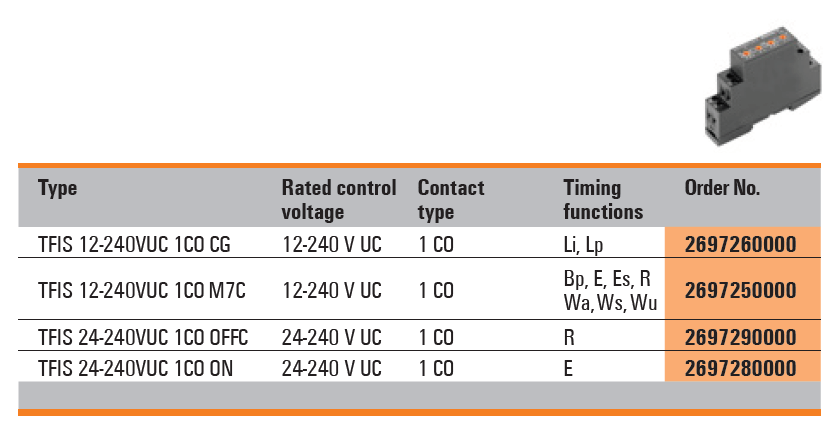 Type Rated control voltage Contact type Timing functions Order No.
TFIS 12-240VUC 1CO CG 12-240 V UC 1 CO Li, Lp 2697260000
TFIS 12-240VUC 1CO M7C 12-240 V UC 1 CO Bp, E, Es, R Wa, Ws, Wu 2697250000
TFIS 24-240VUC 1CO OFFC 24-240 V UC 1 CO R 2697290000
TFIS 24-240VUC 1CO ON 24-240 V UC 1 CO E 2697280000